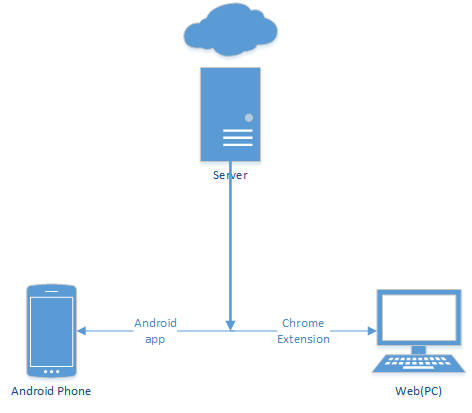 Server
Android
app
Chrome
Extension
Android Phone
Web(PC)